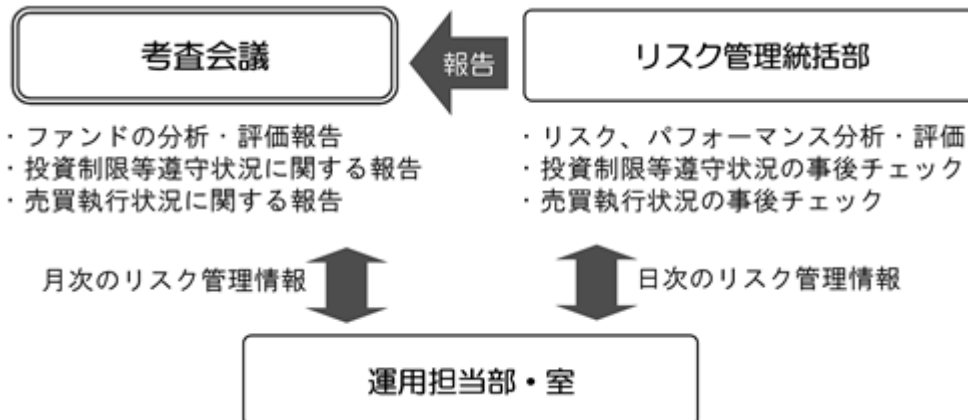 考査会議
報告
リスク管理統括部
・ファンドの分析・評価報告
・投資制限等遵守状況に関する報告
・売買執行状況に関する報告
・リスク、パフォーマンス分析・評価
・投資制限等遵守状況の事後チェック
・売買執行状況の事後チェック
月次のリスク管理情報
日次のリスク管理情報
運用担当部・室